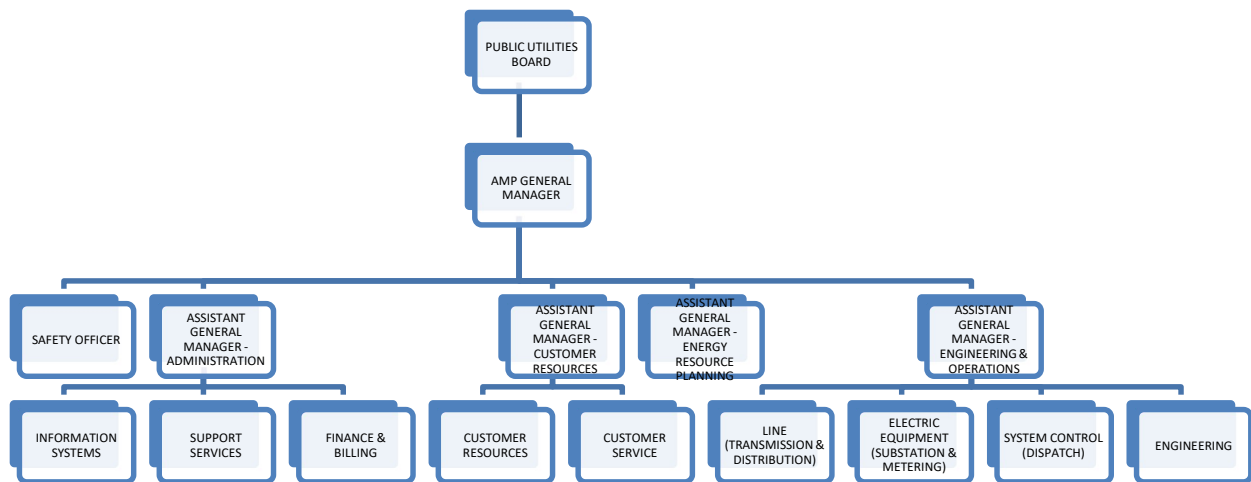 PUBLIC UTILITIES
BOARD
AMP GENERAL
MANAGER
SAFETY OFFICER
ASSISTANT
GENERAL
MANAGER -
ADMINISTRATION
ASSISTANT
GENERAL
MANAGER -
CUSTOMER
RESOURCES
ASSISTANT
GENERAL
MANAGER -
ENERGY
RESOURCE
PLANNING
ASSISTANT
GENERAL
MANAGER -
ENGINEERING &
OPERATIONS
INFORMATION
SYSTEMS
SUPPORT
SERVICES
FINANCE &
BILLING
CUSTOMER
RESOURCES
CUSTOMER
SERVICE
LINE
(TRANSMISSION &
DISTRIBUTION)
ELECTRIC
EQUIPMENT
(SUBSTATION &
METERING)
SYSTEM CONTROL
(DISPATCH)
ENGINEERING